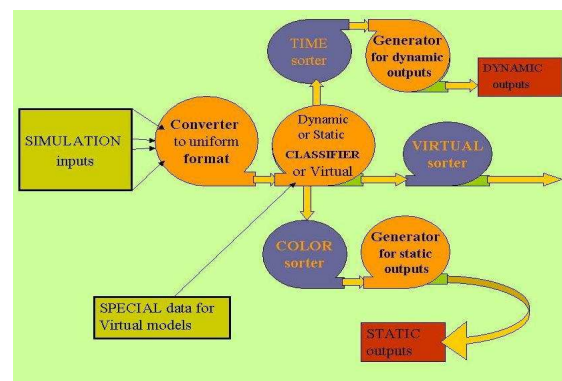 TIME
sorter
Generator
for dynamic
outputs
DYNAMIC
outputs
SIMULATION
inputs
Converter
to uniform
format
Dynamic
or Static
CLASSIFIER
or Virtual
VIRTUAL
sorter
COLOR
sorter
Generator
for static
outputs
SPECIAL data for
Virtual models
STATIC
outputs